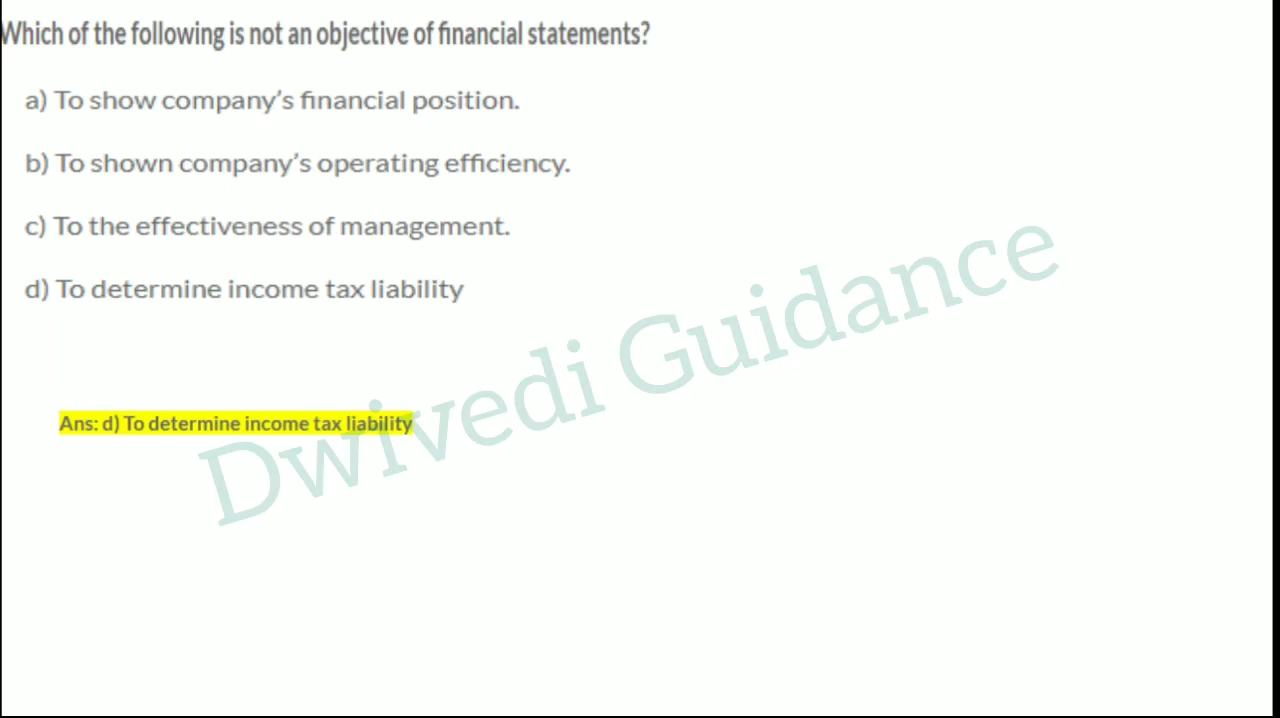 Which of the following is not an objective of financial statements?
a) To show company's financial position.
b) To shown company's operating efficiency.
c) To the effectiveness of management.
d) To determine income tax liability
Ans: d) To determine income tax liability
Dwivedi Guidance